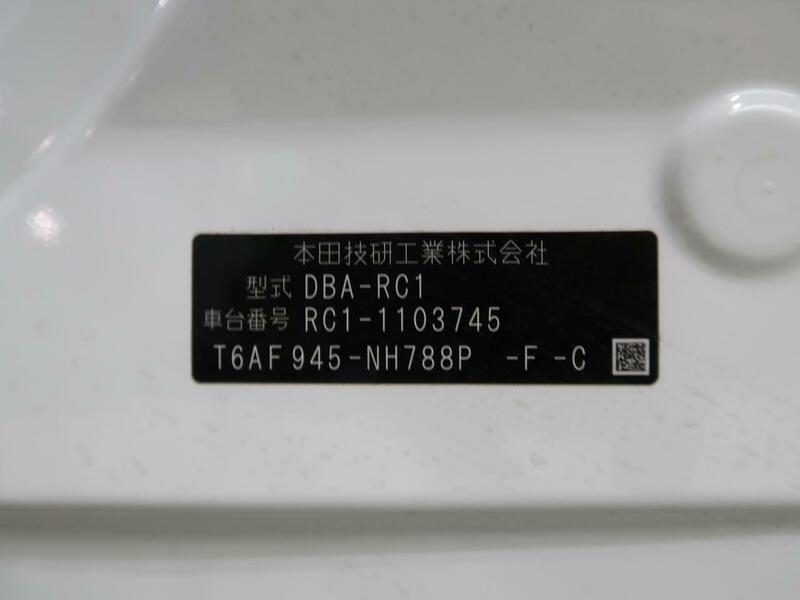 本田技研工業株式会社
型式 DBA-RC1
車台番号 RC1-1103745
T6AF945-NH788P -F -C